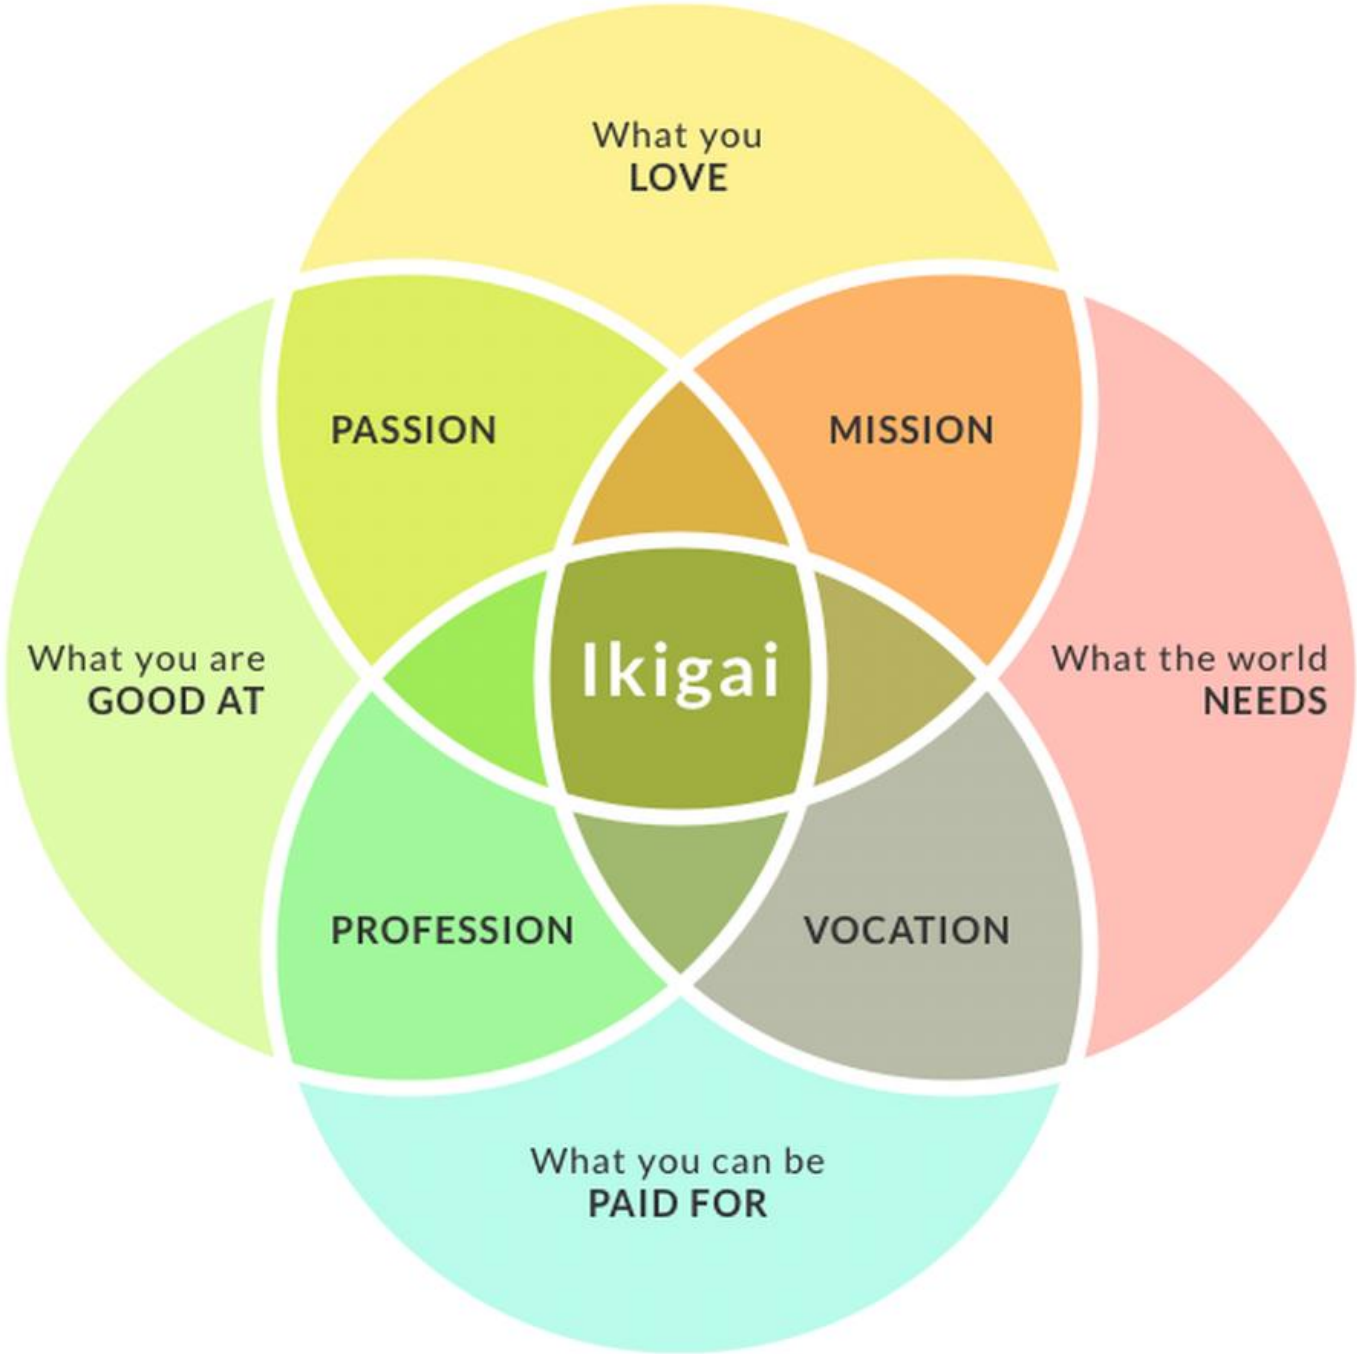 What you
LOVE
PASSION
MISSION
What you are
GOOD AT
Ikigai
What the world
NEEDS
PROFESSION
VOCATION
What you can be
PAID FOR